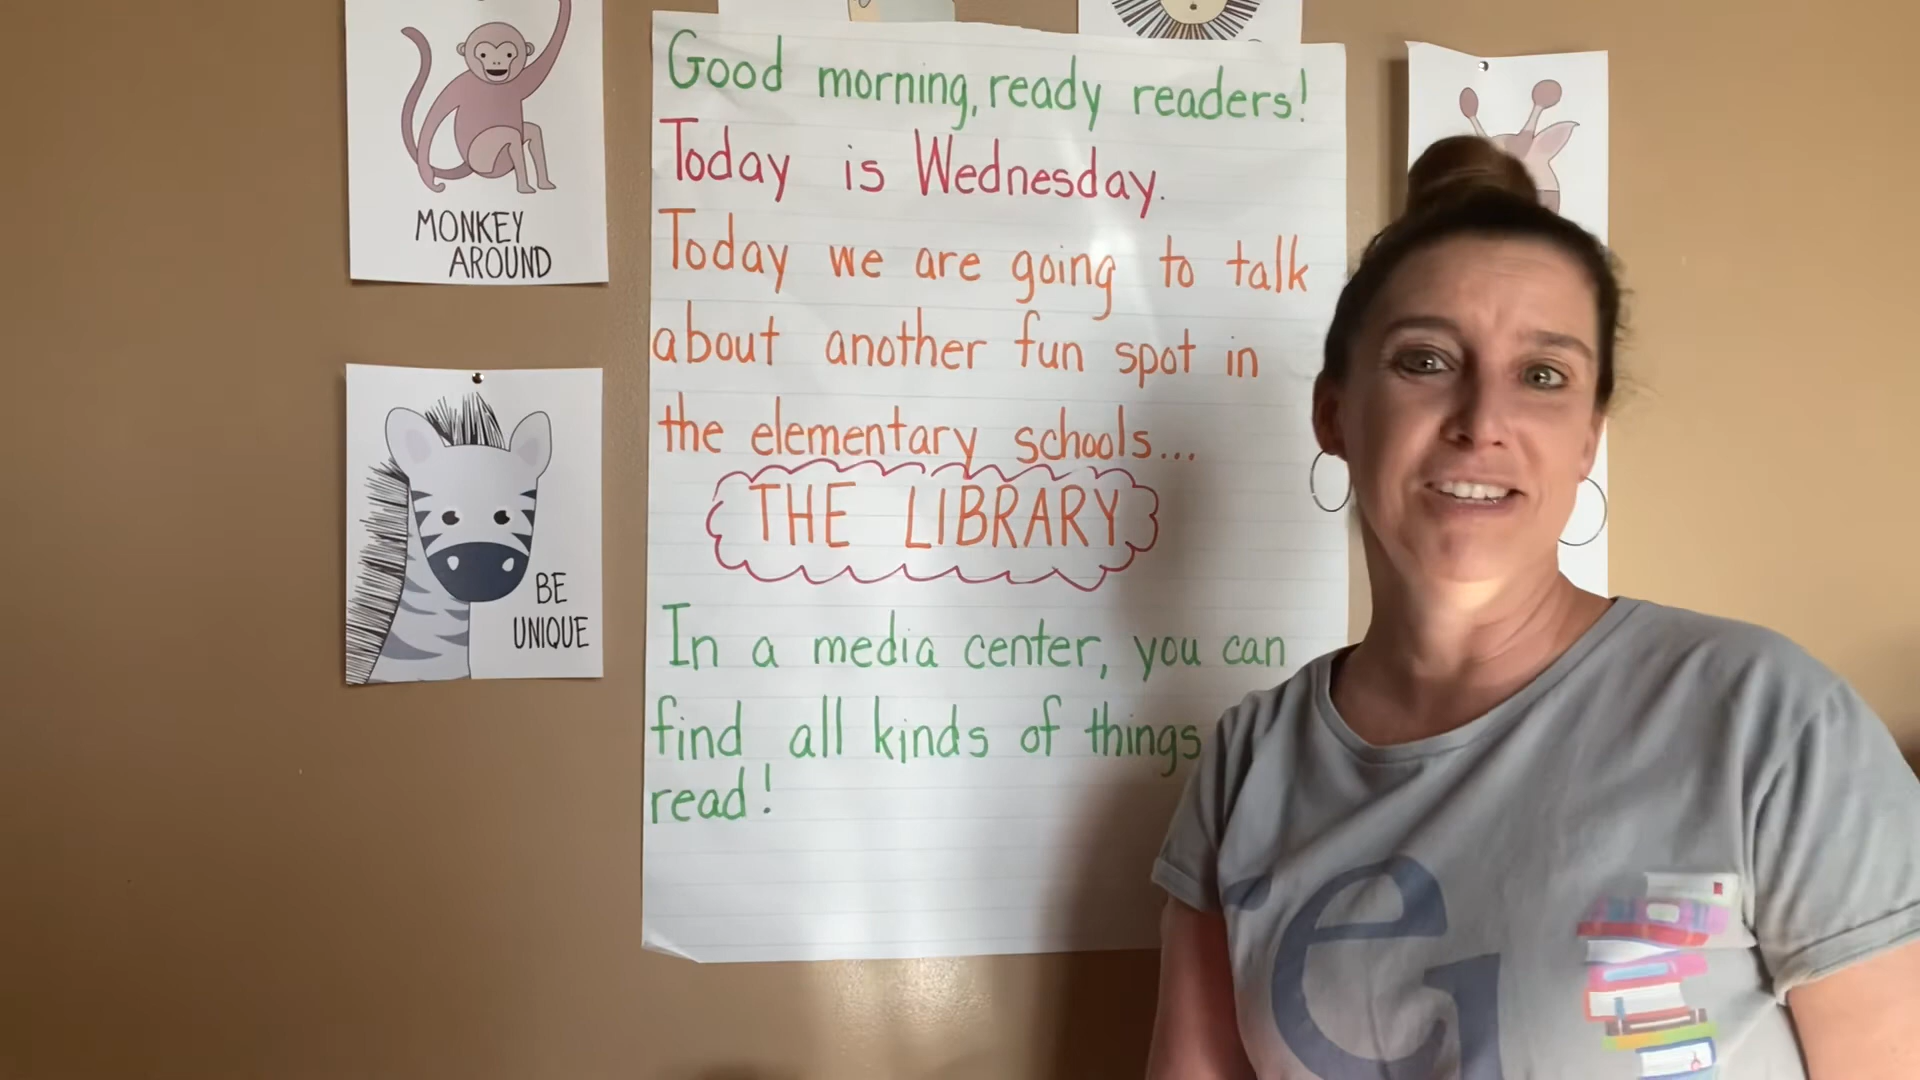 MONKEY
AROUND
BE
UNIQUE
Good morning, ready readers!
Today is Wednesday.
Today we are going to talk
about another fun spot in
the elementary schools...
THE LIBRARY
In a media center, you can
find all kinds of things
read!